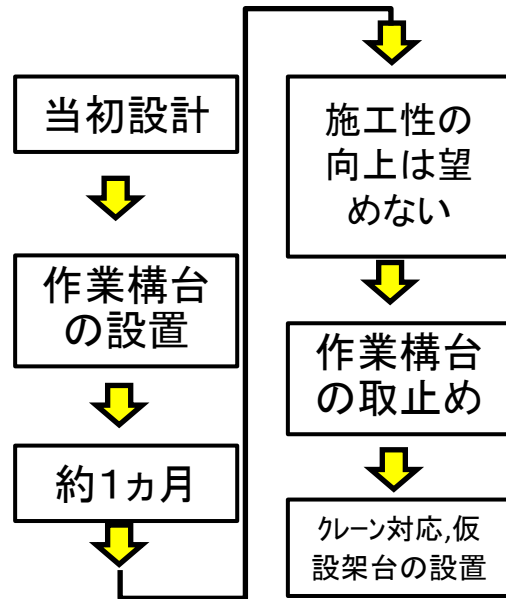 当初設計
作業構台
の設置
約1ヵ月
施工性の
向上は望
めない
作業構台
の取止め
ｸﾚｰﾝ対応,仮
設架台の設置